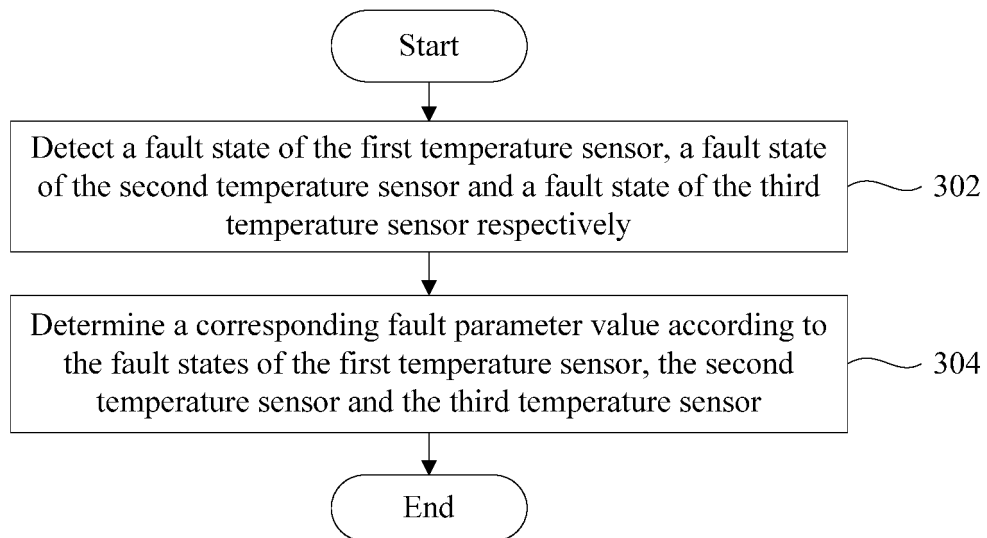 Start
Detect a fault state of the first temperature sensor, a fault state
of the second temperature sensor and a fault state of the third
temperature sensor respectively
302
Determine a corresponding fault parameter value according to
the fault states of the first temperature sensor, the second
temperature sensor and the third temperature sensor
304
End